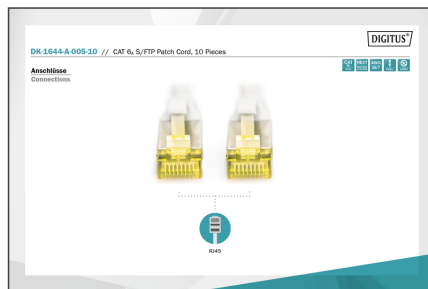 DIGITUS®
DK-1644-A-005-10 // CAT 6A S/FTP Patch Cord, 10 Pieces
Anschlüsse
Connections
RJ45